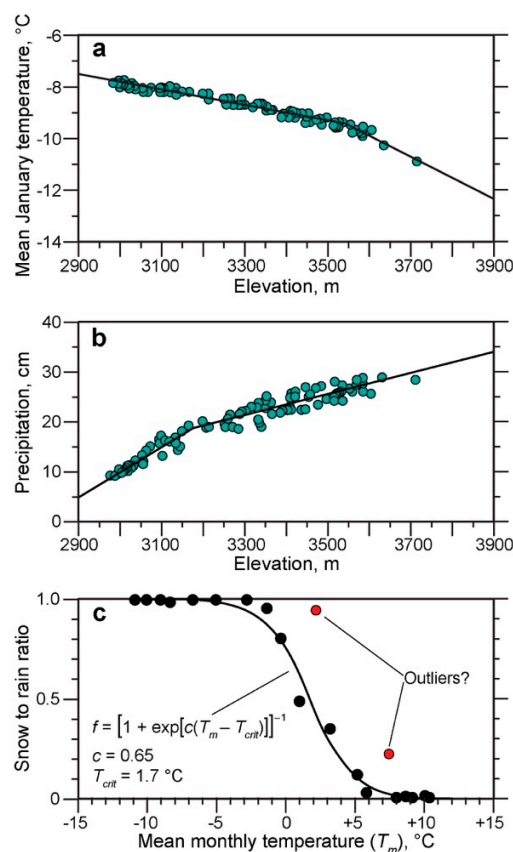 a
-6
-8
-10
-12
-14
Mean January temperature, °C
2900 3100 3300 3500 3700 3900
Elevation, m
b
40
30
20
10
0
Precipitation, cm
2900 3100 3300 3500 3700 3900
Elevation, m
c
1.0
0.5
0
Snow to rain ratio
Outliers?
f = [1 + exp[c(Tm – Tcrit)]]⁻¹
c = 0.65
Tcrit = 1.7 °C
-15 -10 -5 0 +5 +10 +15
Mean monthly temperature (Tm), °C